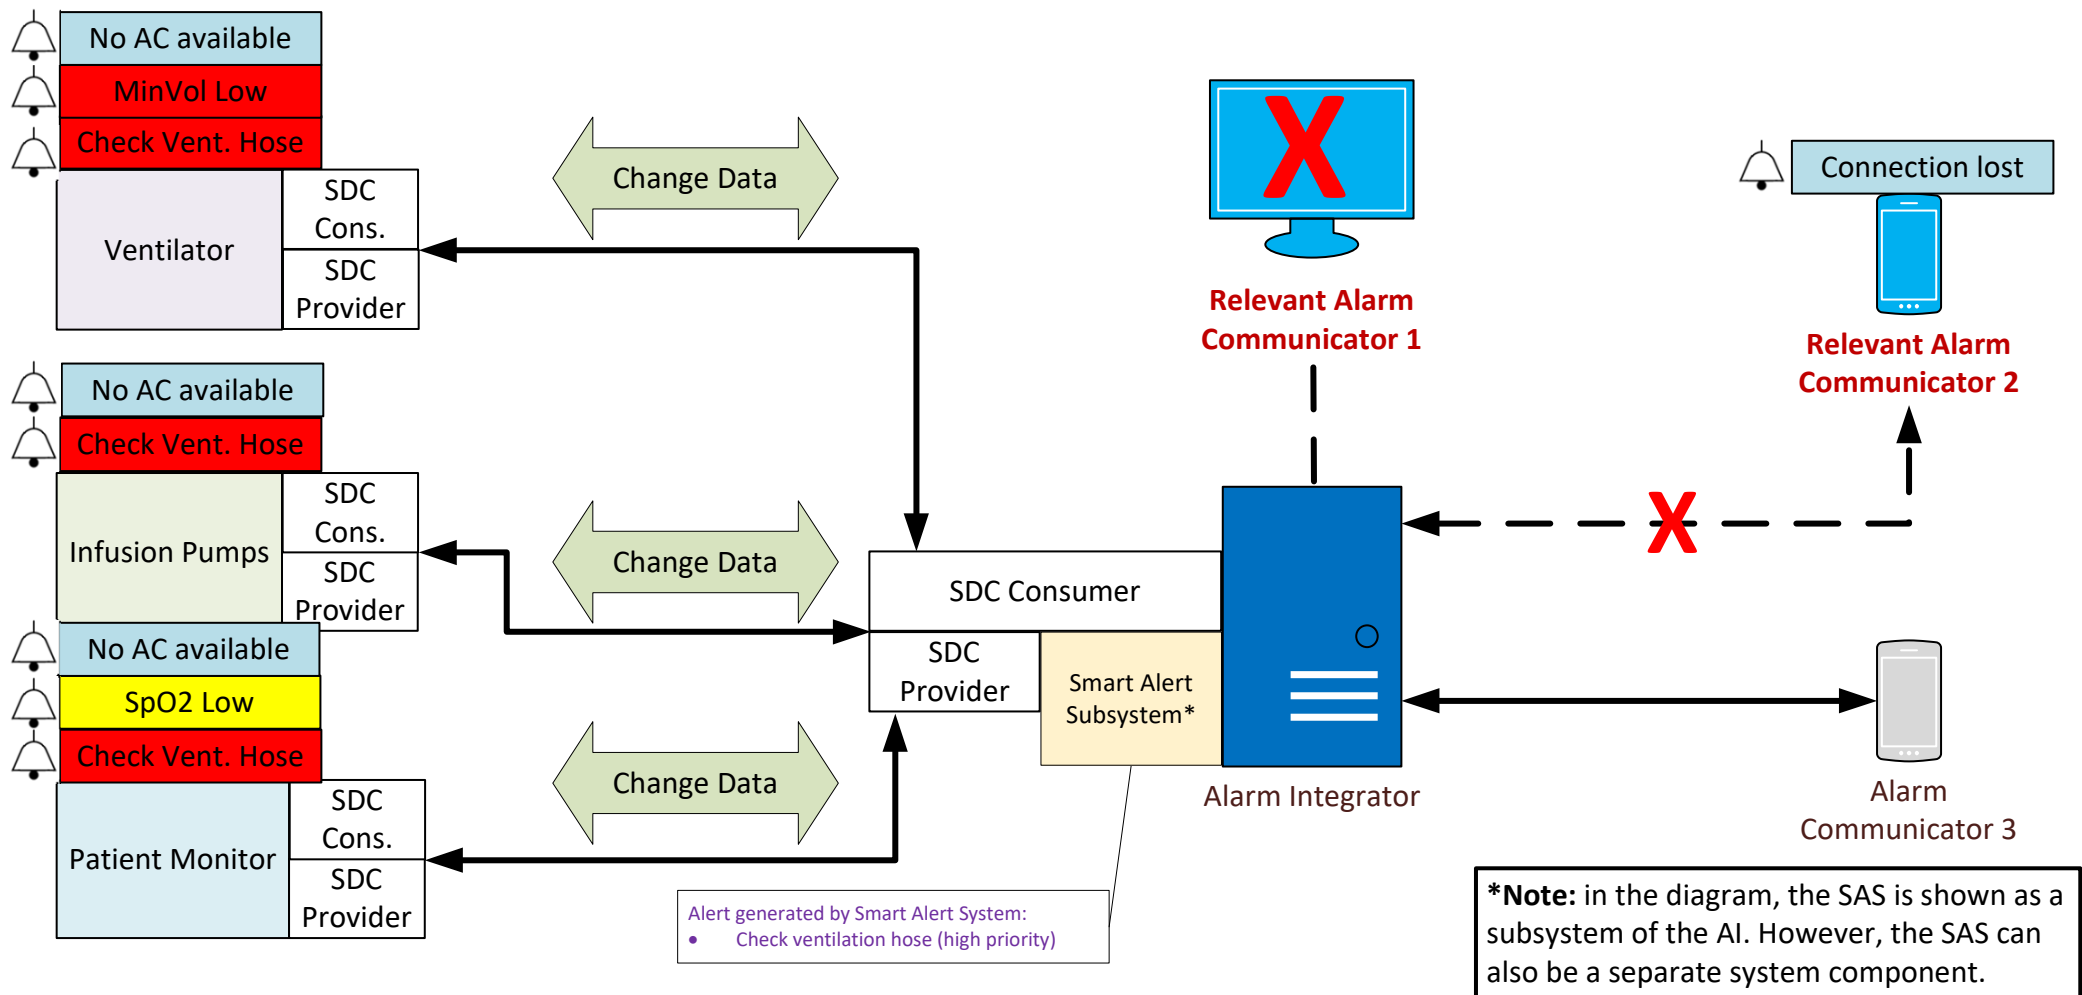 No AC available
MinVol Low
Check Vent. Hose
Ventilator
SDC
Cons.
SDC
Provider
Change Data
X
Relevant Alarm
Communicator 1
Connection lost
Relevant Alarm
Communicator 2
No AC available
Check Vent. Hose
Infusion Pumps
SDC
Cons.
SDC
Provider
Change Data
SDC Consumer
SDC
Provider
Smart Alert
Subsystem*
Alarm Integrator
X
Alarm
Communicator 3
No AC available
SpO2 Low
Check Vent. Hose
Patient Monitor
SDC
Cons.
SDC
Provider
Change Data
Alert generated by Smart Alert System:
• Check ventilation hose (high priority)
*Note: in the diagram, the SAS is shown as a
subsystem of the AI. However, the SAS can
also be a separate system component.